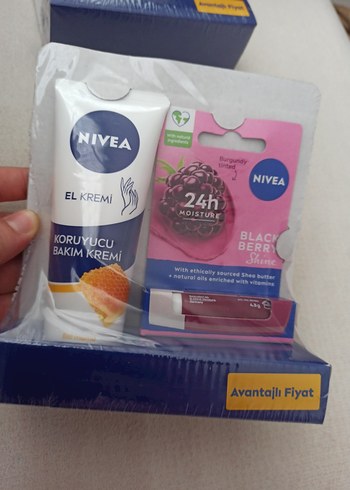 Avantajlı Fiyat
NIVEA
EL KREMİ
KORUYUCU
BAKIM KREMİ
with natural
ingredients
Burgundy
tinted
NIVEA
24h
MOISTURE
BLACK
BERRY
Shine
With ethically sourced Shea butter
+ natural oils enriched with vitamins
4.8 g
Avantajlı Fiyat